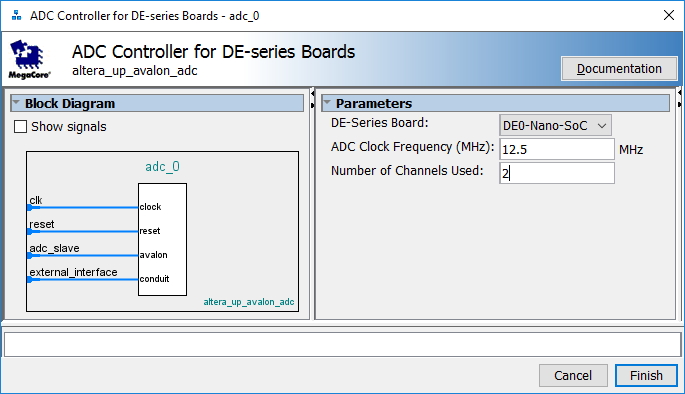 ADC Controller for DE-series Boards - adc_0
MegaCore®
ADC Controller for DE-series Boards
altera_up_avalon_adc
Documentation
Block Diagram
Show signals
adc_0
clk
clock
reset
reset
adc_slave
avalon
external_interface
conduit
altera_up_avalon_adc
Parameters
DE-Series Board: DE0-Nano-SoC
ADC Clock Frequency (MHz): 12.5 MHz
Number of Channels Used: 2
Cancel Finish